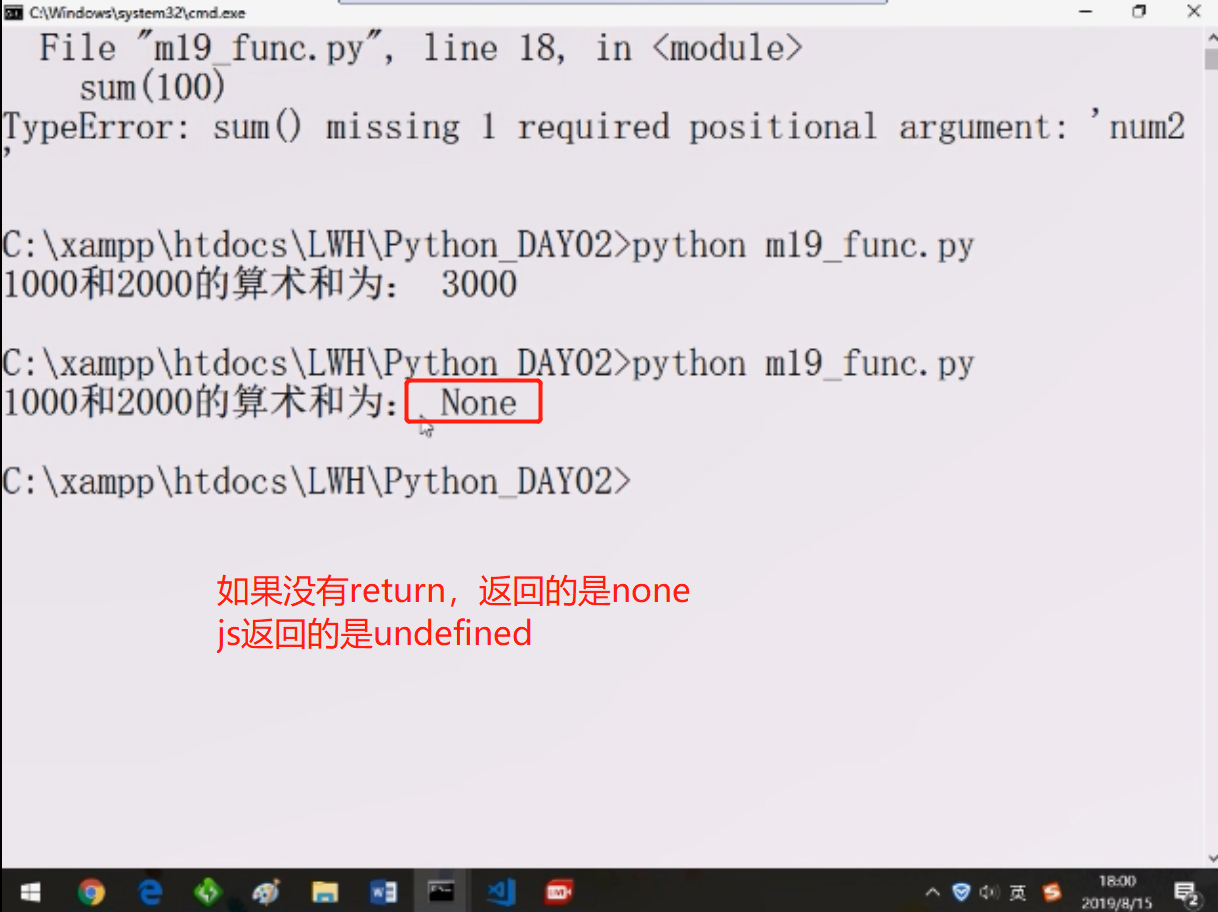 C:\Windows\system32\cmd.exe
File "m19_func.py", line 18, in <module>
sum(100)
TypeError: sum() missing 1 required positional argument: 'num2
'
C:\xampp\htdocs\LWH\Python_DAY02>python m19_func.py
1000和2000的算术和为： 3000
C:\xampp\htdocs\LWH\Python_DAY02>python m19_func.py
1000和2000的算术和为： None
C:\xampp\htdocs\LWH\Python_DAY02>
如果没有return，返回的是none
js返回的是undefined
英
18:00
2019/8/15
2